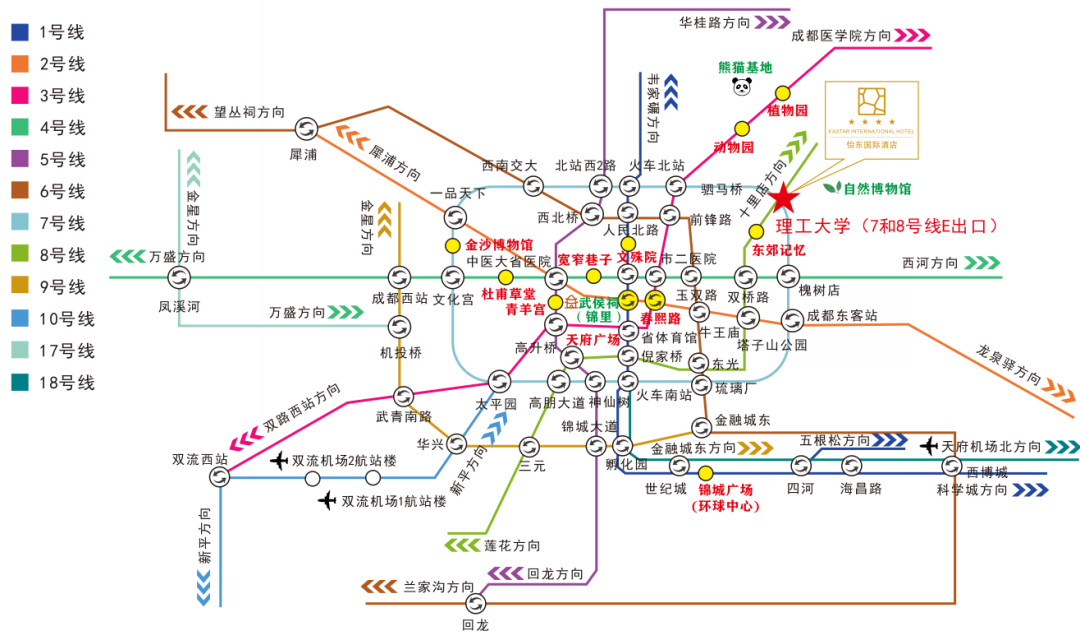 1号线
2号线
3号线
4号线
5号线
6号线
7号线
8号线
9号线
10号线
17号线
18号线
华桂路方向
成都医学院方向
韦家碾方向
熊猫基地
植物园
动物园
EASTAR INTERNATIONAL HOTEL
怡东国际酒店
望丛祠方向
犀浦
犀浦方向
西南交大
北站西2路
火车北站
驷马桥
十里店方向
自然博物馆
金星方向
金星方向
一品天下
西北桥
人民北路
前锋路
理工大学（7和8号线E出口）
金沙博物馆
中医大省医院
宽窄巷子
文殊院
市二医院
东郊记忆
万盛方向
西河方向
凤溪河
成都西站
文化宫
杜甫草堂
青羊宫
武侯祠
（锦里）
春熙路
玉双路
双桥路
槐树店
万盛方向
机投桥
高升桥
天府广场
省体育馆
牛王庙
塔子山公园
成都东客站
倪家桥
东光
龙泉驿方向
双路西站方向
武青南路
太平园
高朋大道
神仙树
火车南站
琉璃厂
华兴
锦城大道
金融城东
双流西站
双流机场2航站楼
双流机场1航站楼
新平方向
三元
孵化园
金融城东方向
五根松方向
天府机场北方向
世纪城
锦城广场
(环球中心)
四河
海昌路
西博城
科学城方向
新平方向
莲花方向
回龙方向
兰家沟方向
回龙